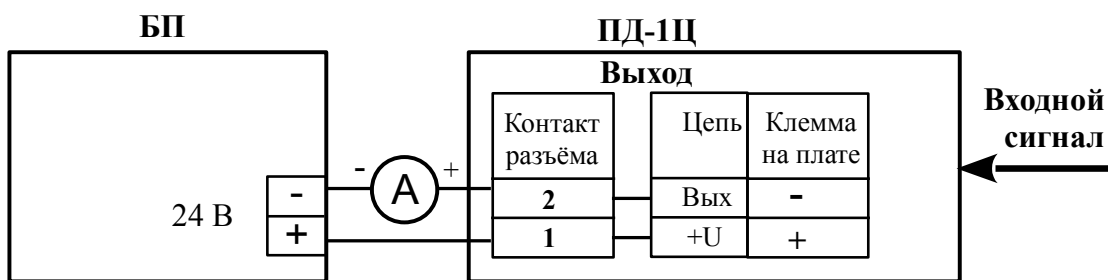 БП
ПД-1Ц
Выход
Входной
сигнал
Контакт
разъёма
Цепь
Клемма
на плате
- A +
24 В
-
+
2
Вых
-
1
+U
+